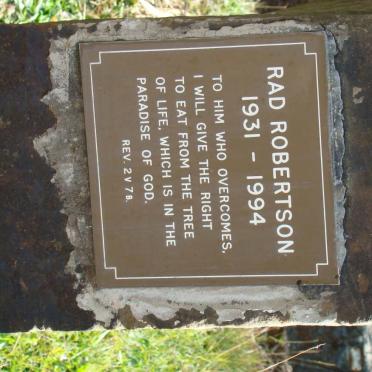 RAD ROBERTSON
1931 - 1994
TO HIM WHO OVERCOMES,
I WILL GIVE THE RIGHT
TO EAT FROM THE TREE
OF LIFE, WHICH IS IN THE
PARADISE OF GOD.
REV. 2 V 7B.